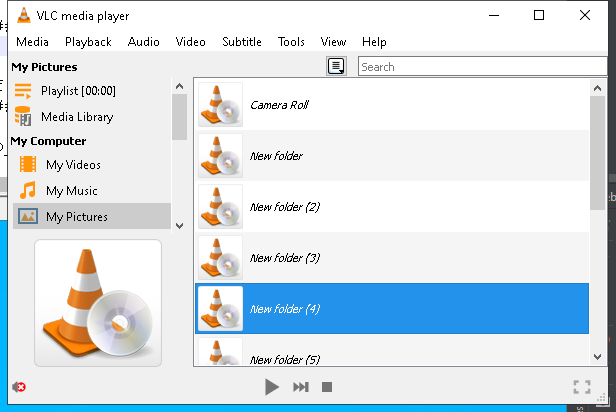 VLC media player
Media Playback Audio Video Subtitle Tools View Help
My Pictures
Search
Playlist [00:00]
Media Library
My Computer
My Videos
My Music
My Pictures
Camera Roll
New folder
New folder (2)
New folder (3)
New folder (4)
New folder (5)